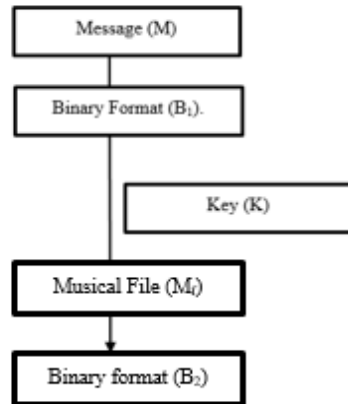 Message (M)
Binary Format (B₁).
Key (K)
Musical File (Mf)
Binary format (B₂)